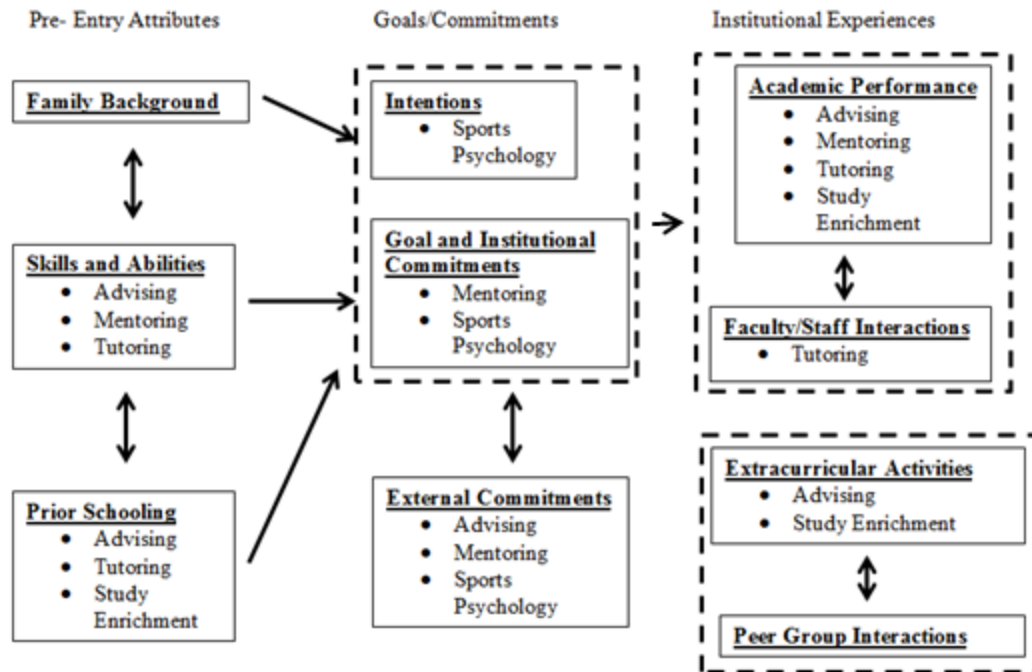 Pre- Entry Attributes
Goals/Commitments
Institutional Experiences
Family Background
Skills and Abilities
• Advising
• Mentoring
• Tutoring
Prior Schooling
• Advising
• Tutoring
• Study
Enrichment
Intentions
• Sports
Psychology
Goal and Institutional
Commitments
• Mentoring
• Sports
Psychology
External Commitments
• Advising
• Mentoring
• Sports
Psychology
Academic Performance
• Advising
• Mentoring
• Tutoring
• Study
Enrichment
Faculty/Staff Interactions
• Tutoring
Extracurricular Activities
• Advising
• Study Enrichment
Peer Group Interactions